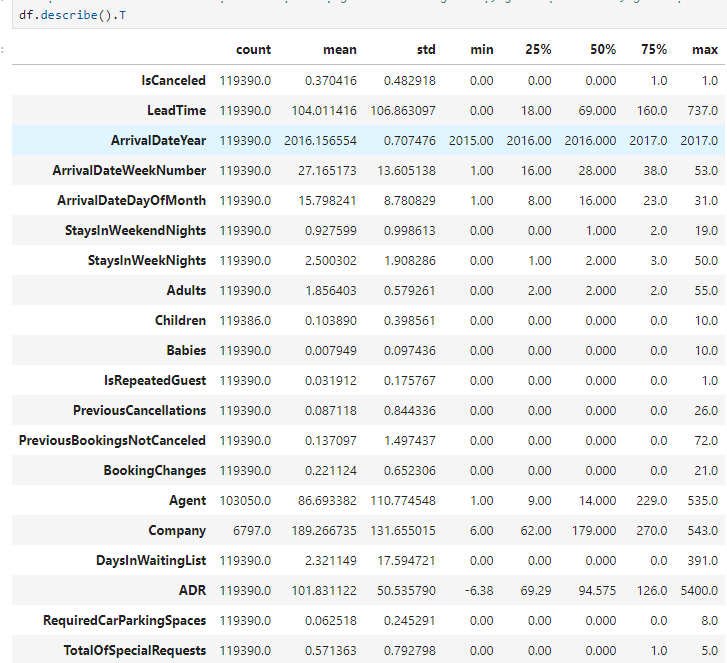 df.describe().T
count mean std min 25% 50% 75% max
IsCanceled 119390.0 0.370416 0.482918 0.00 0.00 0.000 1.0 1.0
LeadTime 119390.0 104.011416 106.863097 0.00 18.00 69.000 160.0 737.0
ArrivalDateYear 119390.0 2016.156554 0.707476 2015.00 2016.00 2016.000 2017.0 2017.0
ArrivalDateWeekNumber 119390.0 27.165173 13.605138 1.00 16.00 28.000 38.0 53.0
ArrivalDateDayOfMonth 119390.0 15.798241 8.780829 1.00 8.00 16.000 23.0 31.0
StaysInWeekendNights 119390.0 0.927599 0.998613 0.00 0.00 1.000 2.0 19.0
StaysInWeekNights 119390.0 2.500302 1.908286 0.00 1.00 2.000 3.0 50.0
Adults 119390.0 1.856403 0.579261 0.00 2.00 2.000 2.0 55.0
Children 119386.0 0.103890 0.398561 0.00 0.00 0.000 0.0 10.0
Babies 119390.0 0.007949 0.097436 0.00 0.00 0.000 0.0 10.0
IsRepeatedGuest 119390.0 0.031912 0.175767 0.00 0.00 0.000 0.0 1.0
PreviousCancellations 119390.0 0.087118 0.844336 0.00 0.00 0.000 0.0 26.0
PreviousBookingsNotCanceled 119390.0 0.137097 1.497437 0.00 0.00 0.000 0.0 72.0
BookingChanges 119390.0 0.221124 0.652306 0.00 0.00 0.000 0.0 21.0
Agent 103050.0 86.693382 110.774548 1.00 9.00 14.000 229.0 535.0
Company 6797.0 189.266735 131.655015 6.00 62.00 179.000 270.0 543.0
DaysInWaitingList 119390.0 2.321149 17.594721 0.00 0.00 0.000 0.0 391.0
ADR 119390.0 101.831122 50.535790 -6.38 69.29 94.575 126.0 5400.0
RequiredCarParkingSpaces 119390.0 0.062518 0.245291 0.00 0.00 0.000 0.0 8.0
TotalOfSpecialRequests 119390.0 0.571363 0.792798 0.00 0.00 0.000 1.0 5.0